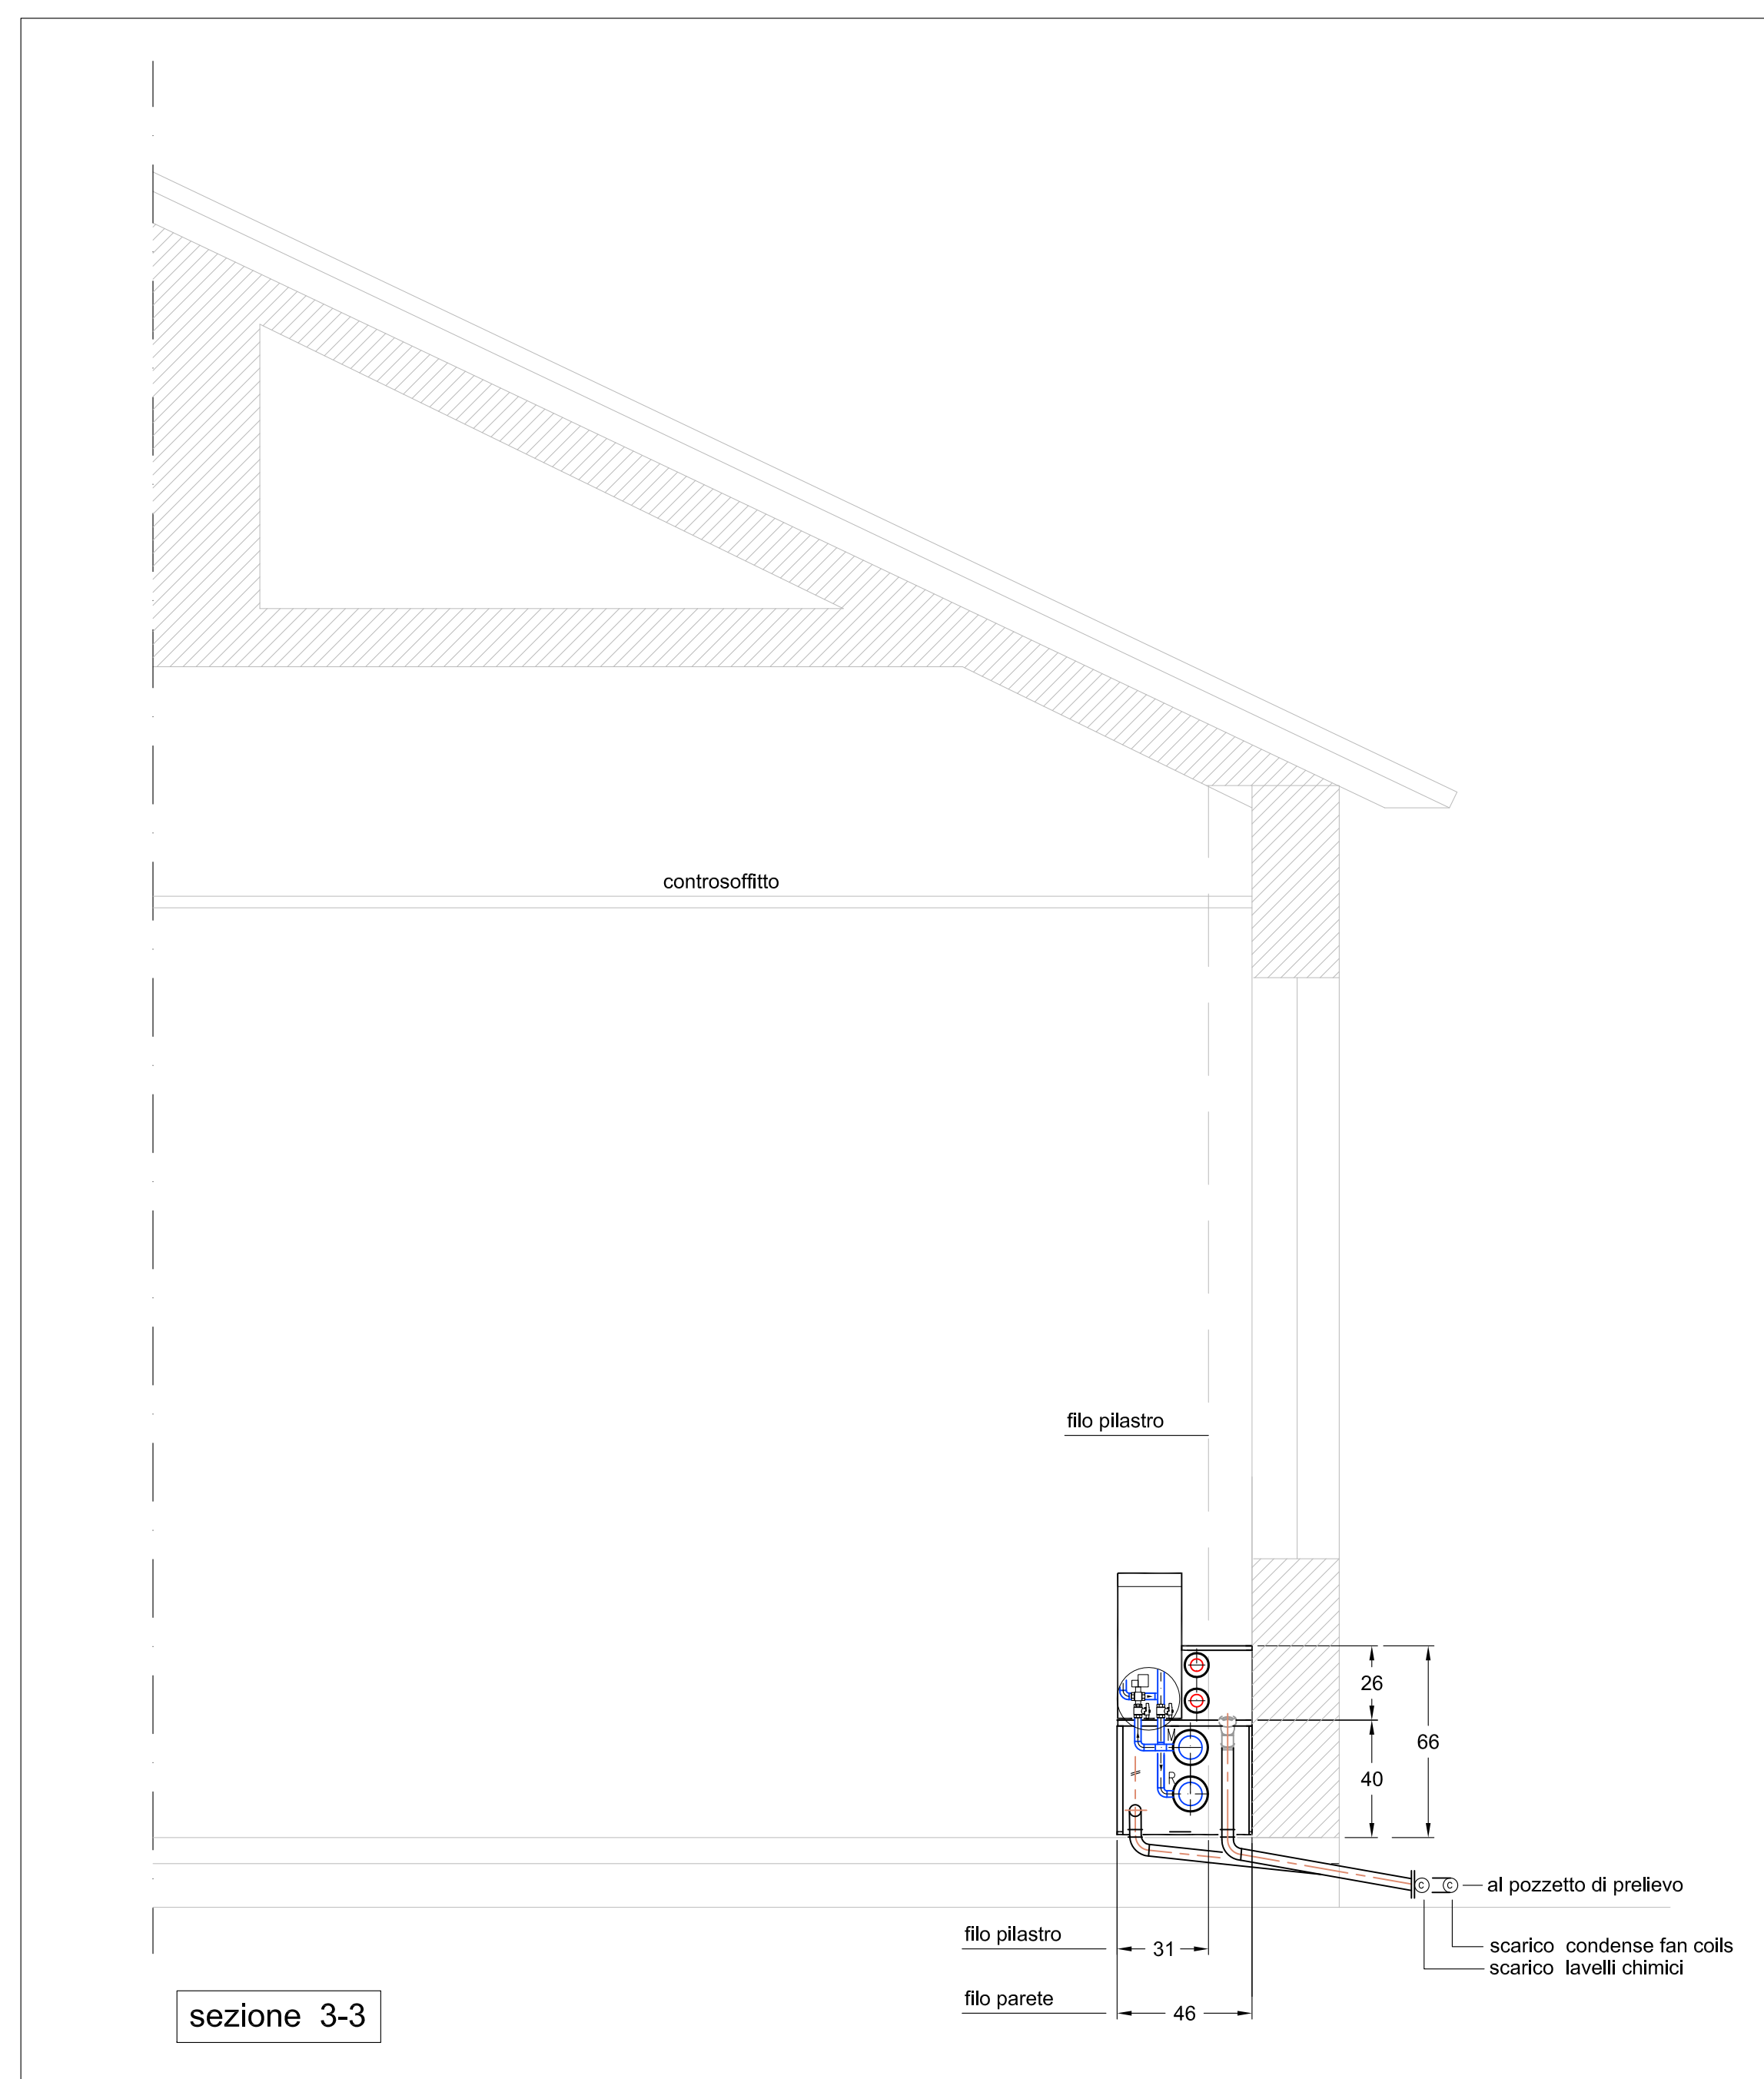 controsoffitto
filo pilastro
26
66
40
M
R
C C
al pozzetto di prelievo
filo pilastro
31
scarico condense fan coils
scarico lavelli chimici
filo parete
46
sezione 3-3